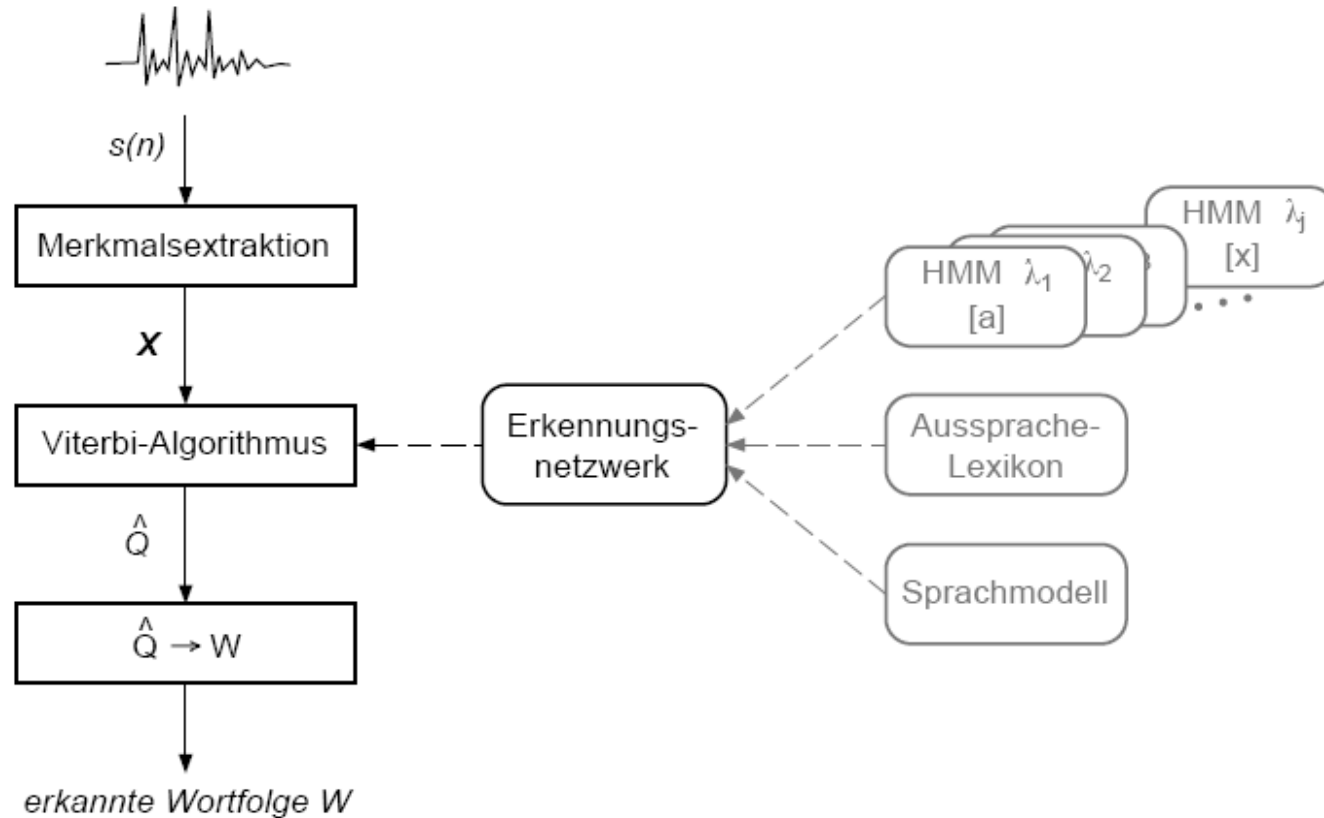 s(n)
Merkmalsextraktion
X
Viterbi-Algorithmus
Q̂
Q̂ → W
erkannte Wortfolge W
Erkennungs-
netzwerk
HMM λ₁
[a]
λ₂
HMM λⱼ
[x]
. . .
Aussprache-
Lexikon
Sprachmodell